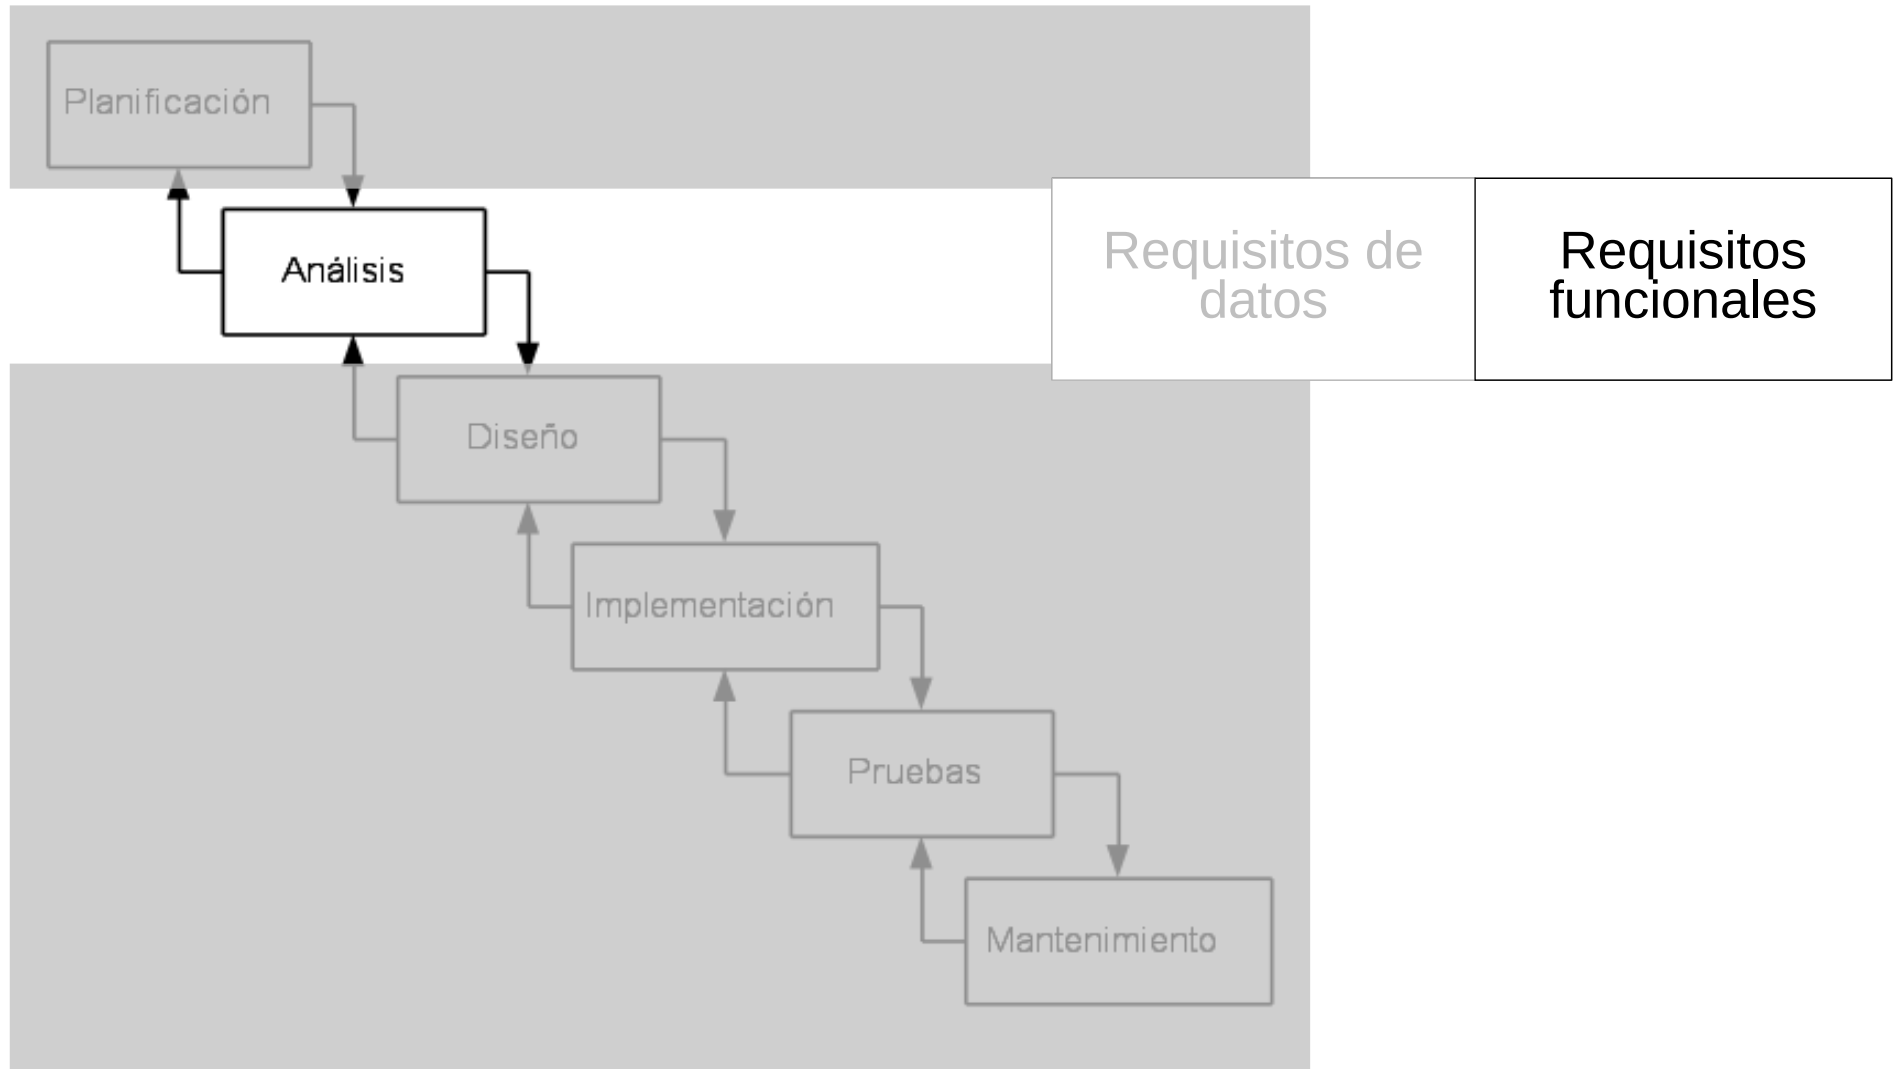 Planificación
Análisis
Requisitos de
datos
Requisitos
funcionales
Diseño
Implementación
Pruebas
Mantenimiento